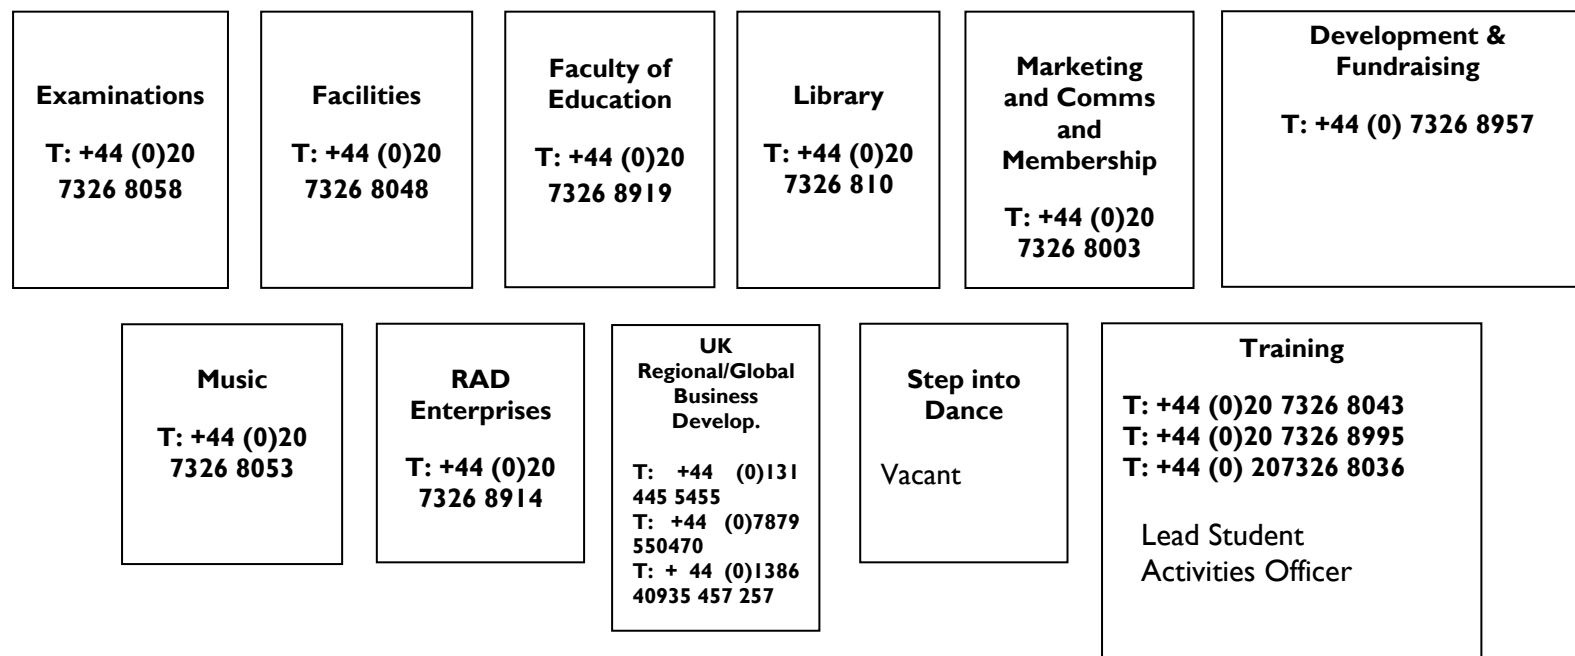 Examinations
T: +44 (0)20
7326 8058
Facilities
T: +44 (0)20
7326 8048
Faculty of
Education
T: +44 (0)20
7326 8919
Library
T: +44 (0)20
7326 810
Marketing
and Comms
and
Membership
T: +44 (0)20
7326 8003
Development &
Fundraising
T: +44 (0) 7326 8957
Music
T: +44 (0)20
7326 8053
RAD
Enterprises
T: +44 (0)20
7326 8914
UK
Regional/Global
Business
Develop.
T: +44 (0)131
445 5455
T: +44 (0)7879
550470
T: + 44 (0)1386
40935 457 257
Step into
Dance
Vacant
Training
T: +44 (0)20 7326 8043
T: +44 (0)20 7326 8995
T: +44 (0) 207326 8036
Lead Student
Activities Officer